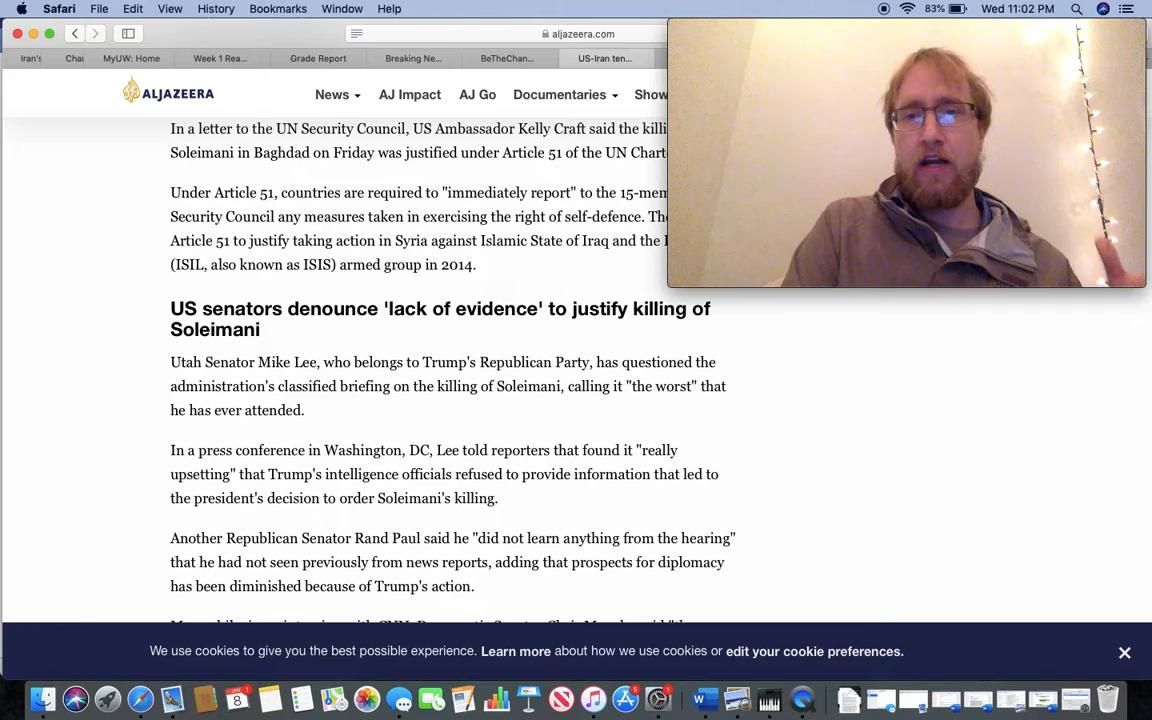 Safari File Edit View History Bookmarks Window Help 83% Wed 11:02 PM
aljazeera.com
Iran's Chai MyUW: Home Week 1 Rea... Grade Report Breaking Ne... BeTheChan... US-Iran ten...
ALJAZEERA News AJ Impact AJ Go Documentaries Show
In a letter to the UN Security Council, US Ambassador Kelly Craft said the killi
Soleimani in Baghdad on Friday was justified under Article 51 of the UN Charte
Under Article 51, countries are required to "immediately report" to the 15-mem
Security Council any measures taken in exercising the right of self-defence. The
Article 51 to justify taking action in Syria against Islamic State of Iraq and the
(ISIL, also known as ISIS) armed group in 2014.
US senators denounce 'lack of evidence' to justify killing of
Soleimani
Utah Senator Mike Lee, who belongs to Trump's Republican Party, has questioned the
administration's classified briefing on the killing of Soleimani, calling it "the worst" that
he has ever attended.
In a press conference in Washington, DC, Lee told reporters that found it "really
upsetting" that Trump's intelligence officials refused to provide information that led to
the president's decision to order Soleimani's killing.
Another Republican Senator Rand Paul said he "did not learn anything from the hearing"
that he had not seen previously from news reports, adding that prospects for diplomacy
has been diminished because of Trump's action.
We use cookies to give you the best possible experience. Learn more about how we use cookies or edit your cookie preferences.
JAN 8